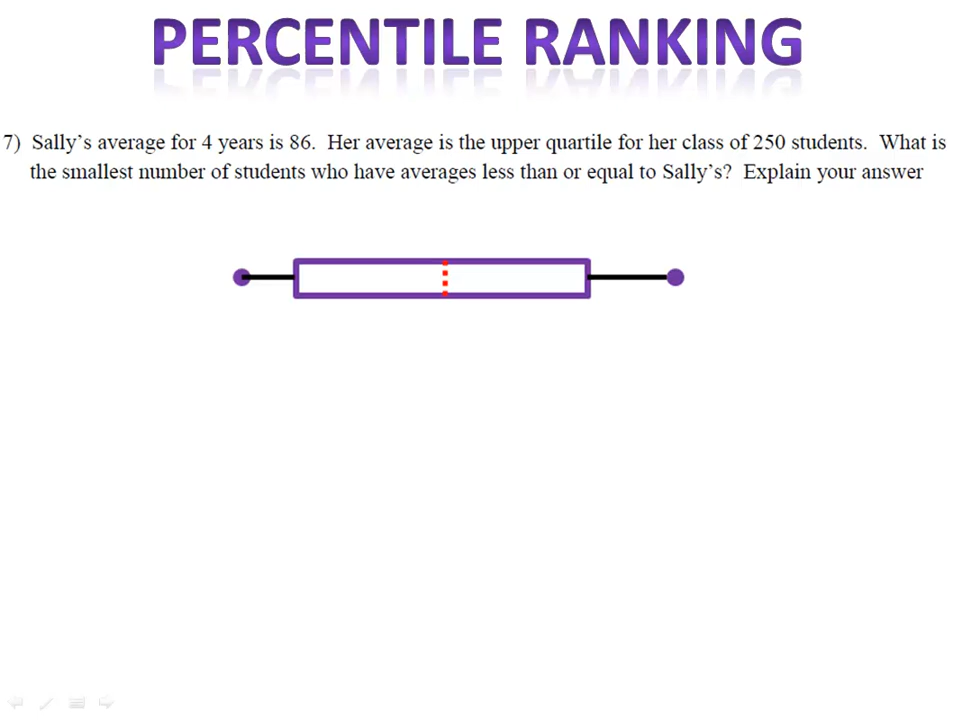 PERCENTILE RANKING
7) Sally's average for 4 years is 86. Her average is the upper quartile for her class of 250 students. What is
the smallest number of students who have averages less than or equal to Sally's? Explain your answer